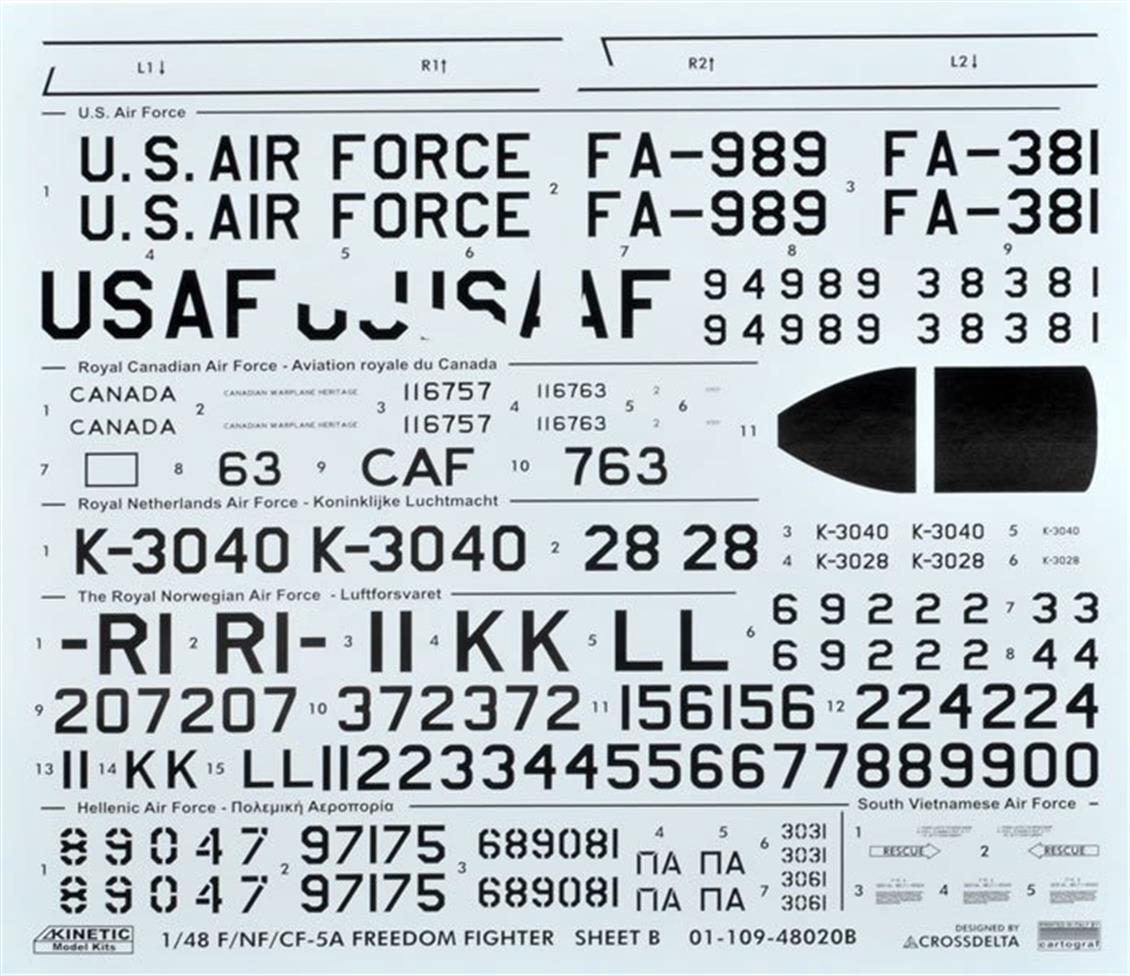 L1↓ R1↑ R2↑ L2↓
U.S. Air Force
1 U.S. AIR FORCE 2 FA-989 3 FA-381
U.S. AIR FORCE FA-989 FA-381
4 5 6 7 8 9
USAF USAF 94989 38381
94989 38381
Royal Canadian Air Force - Aviation royale du Canada
1 CANADA 2 CANADIAN WARPLANE HERITAGE 3 116757 4 116763 5 2 6
CANADA CANADIAN WARPLANE HERITAGE 116757 116763 2
11
7 8 63 9 CAF 10 763
Royal Netherlands Air Force - Koninklijke Luchtmacht
1 K-3040 K-3040 2 28 28 3 K-3040 K-3040 5 K-3040
4 K-3028 K-3028 6 K-3028
The Royal Norwegian Air Force - Luftforsvaret
1 -RI 2 RI- 3 II 4 KK 5 LL 6 69222 7 33
69222 8 44
9 207207 10 372372 11 156156 12 224224
13 II 14 KK 15 LL11223344556677889900
Hellenic Air Force - Πολεμική Αεροπορία
South Vietnamese Air Force
1 89047 2 97175 3 689081 4 5 6 3031
89047 97175 689081 ΠΑ ΠΑ 3031
ΠΑ ΠΑ 7 3061
3061
1 RESCUE 2 RESCUE
3 4 5
KINETIC
Model Kits
1/48 F/NF/CF-5A FREEDOM FIGHTER SHEET B 01-109-48020B
DESIGNED BY
CROSSDELTA
PRINTED IN ITALY BY
cartograf